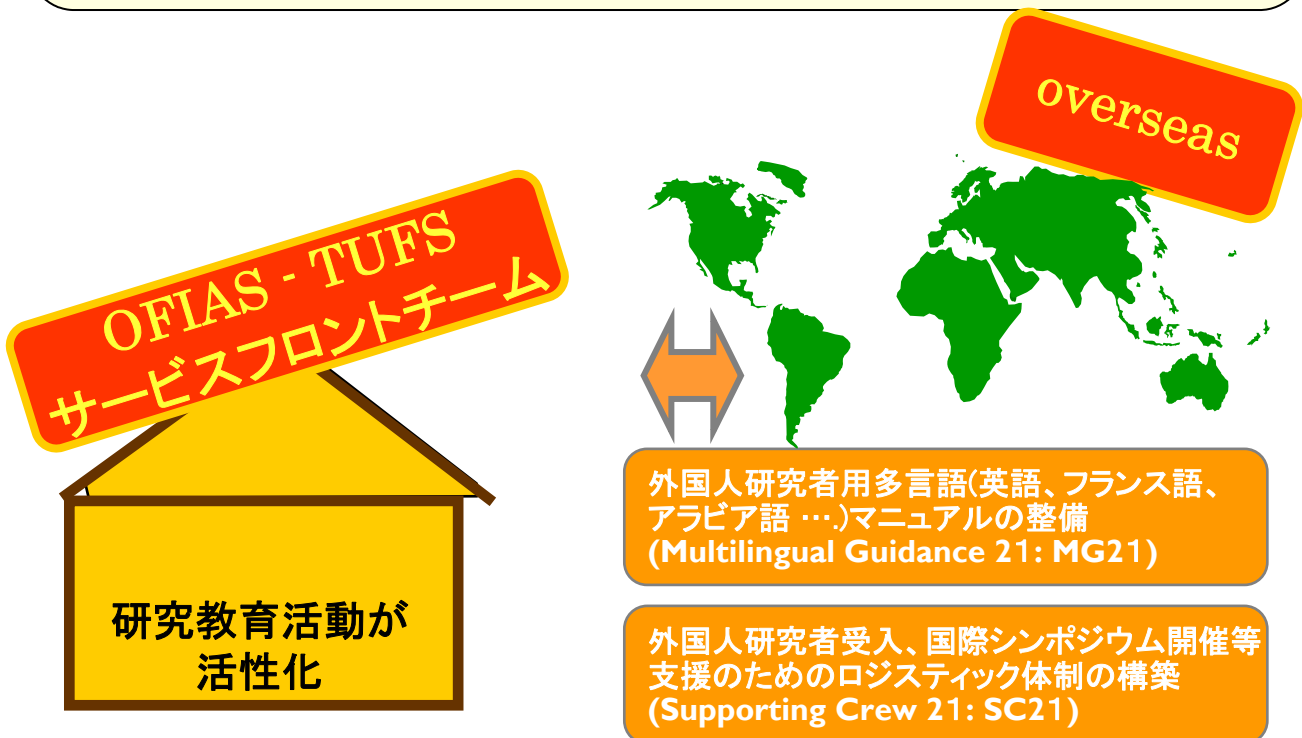 overseas
OFIAS - TUFS
サービスフロントチーム
外国人研究者用多言語(英語、フランス語、
アラビア語 ….)マニュアルの整備
(Multilingual Guidance 21: MG21)
研究教育活動が
活性化
外国人研究者受入、国際シンポジウム開催等
支援のためのロジスティック体制の構築
(Supporting Crew 21: SC21)